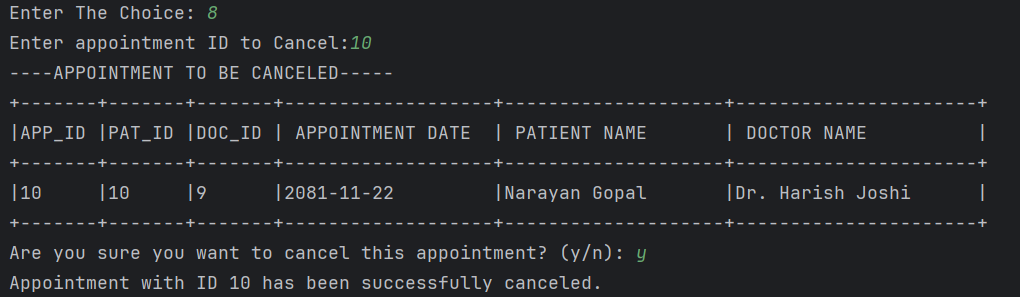 Enter The Choice: 8
Enter appointment ID to Cancel:10
----APPOINTMENT TO BE CANCELED-----
+-------+-------+-------+-------------------+--------------------+----------------------+
|APP_ID |PAT_ID |DOC_ID | APPOINTMENT DATE  | PATIENT NAME       | DOCTOR NAME          |
+-------+-------+-------+-------------------+--------------------+----------------------+
|10     |10     |9      |2081-11-22         |Narayan Gopal       |Dr. Harish Joshi      |
+-------+-------+-------+-------------------+--------------------+----------------------+
Are you sure you want to cancel this appointment? (y/n): y
Appointment with ID 10 has been successfully canceled.